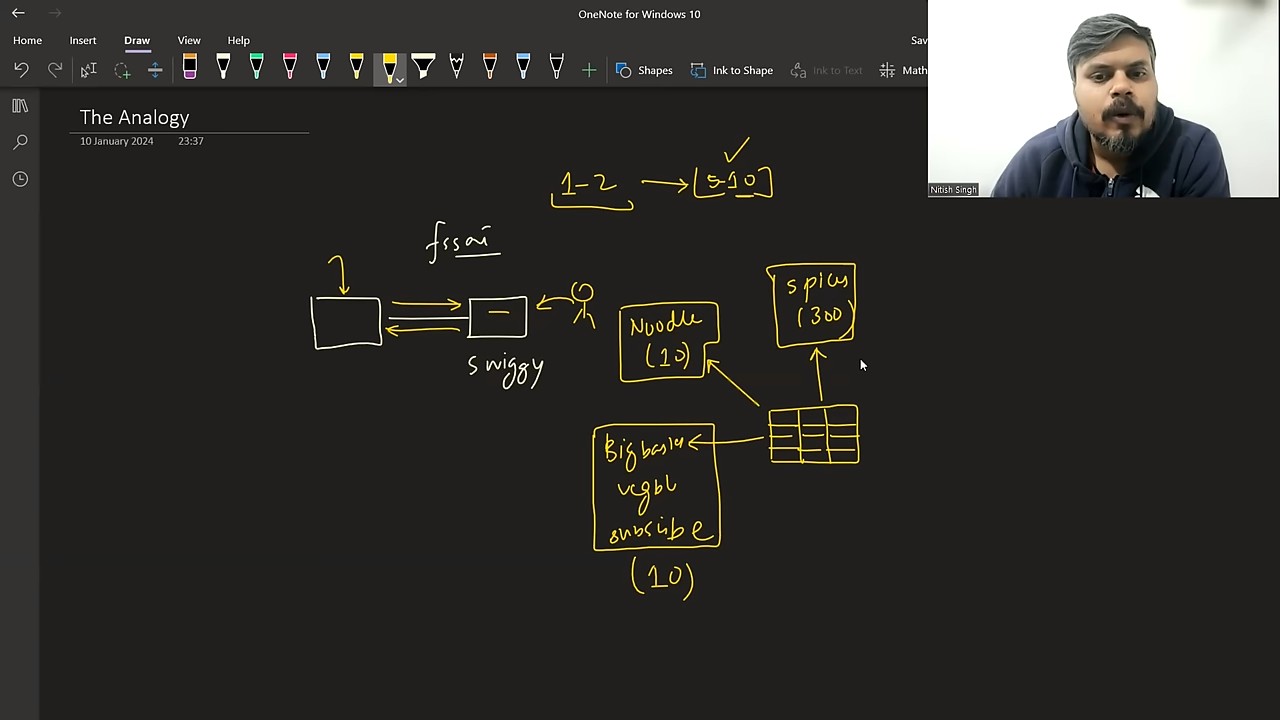 OneNote for Windows 10
Home Insert Draw View Help
Sav
Shapes Ink to Shape Ink to Text Math
The Analogy
10 January 2024 23:37
1-2 5-10
fssai
swiggy
Noodle
(10)
spices
(300)
Bigbasket
vegbl
subscibe
(10)
Nitish Singh